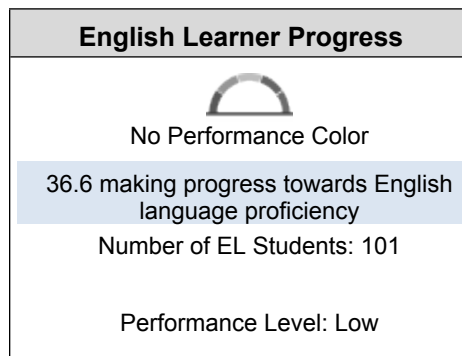 English Learner Progress
No Performance Color
36.6 making progress towards English
language proficiency
Number of EL Students: 101
Performance Level: Low